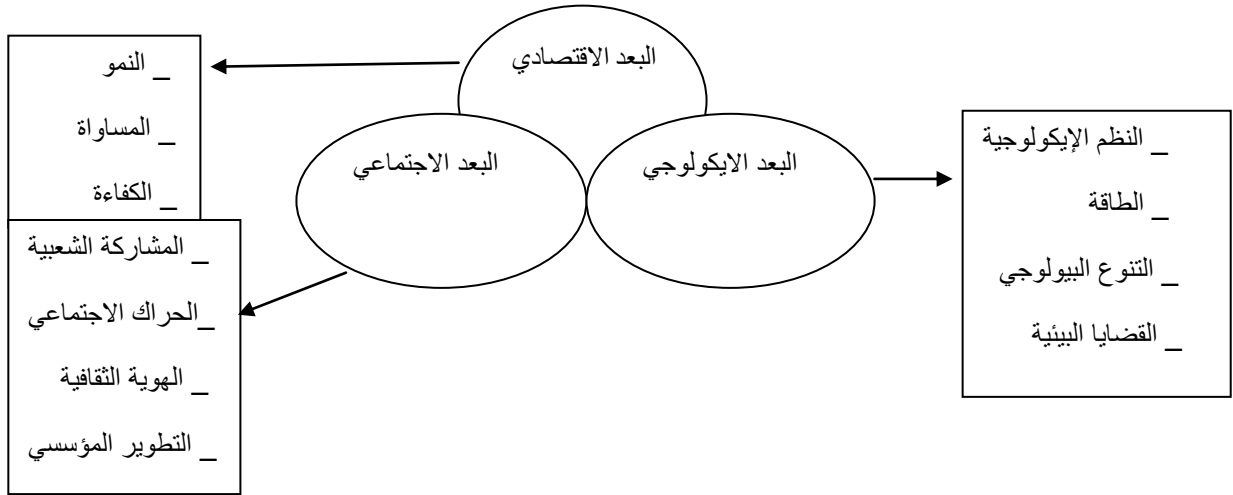 البعد الاقتصادي
_ النمو
_ المساواة
_ الكفاءة
البعد الايكولوجي
_ النظم الإيكولوجية
_ الطاقة
_ التنوع البيولوجي
_ القضايا البيئية
البعد الاجتماعي
_ المشاركة الشعبية
_الحراك الاجتماعي
_ الهوية الثقافية
_ التطوير المؤسسي